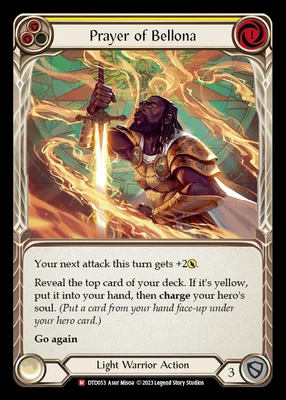 1
Prayer of Bellona
Your next attack this turn gets +2.
Reveal the top card of your deck. If it's yellow,
put it into your hand, then charge your hero's
soul. (Put a card from your hand face-up under
your hero card.)
Go again
Light Warrior Action
3
M DTD053 Asur Misoa © 2023 Legend Story Studios